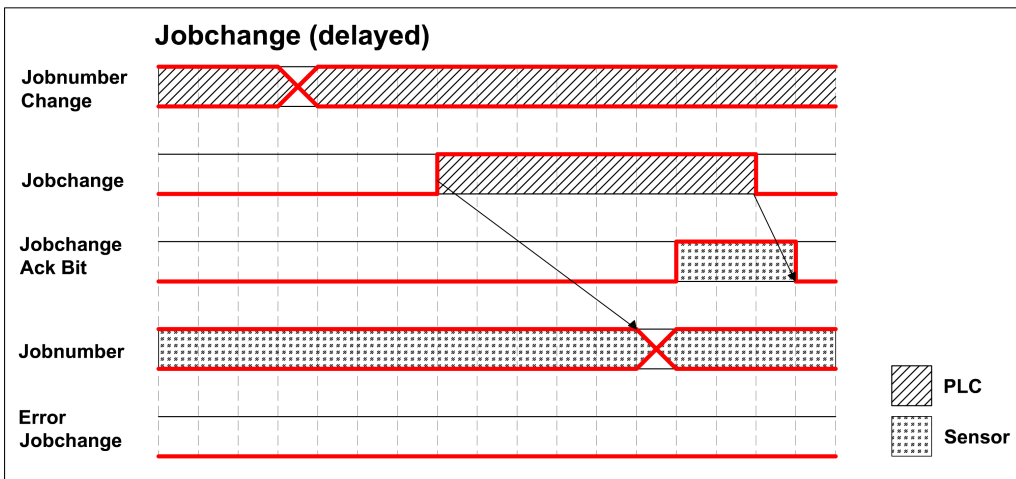 Jobchange (delayed)
Jobnumber
Change
Jobchange
Jobchange
Ack Bit
Jobnumber
Error
Jobchange
PLC
Sensor